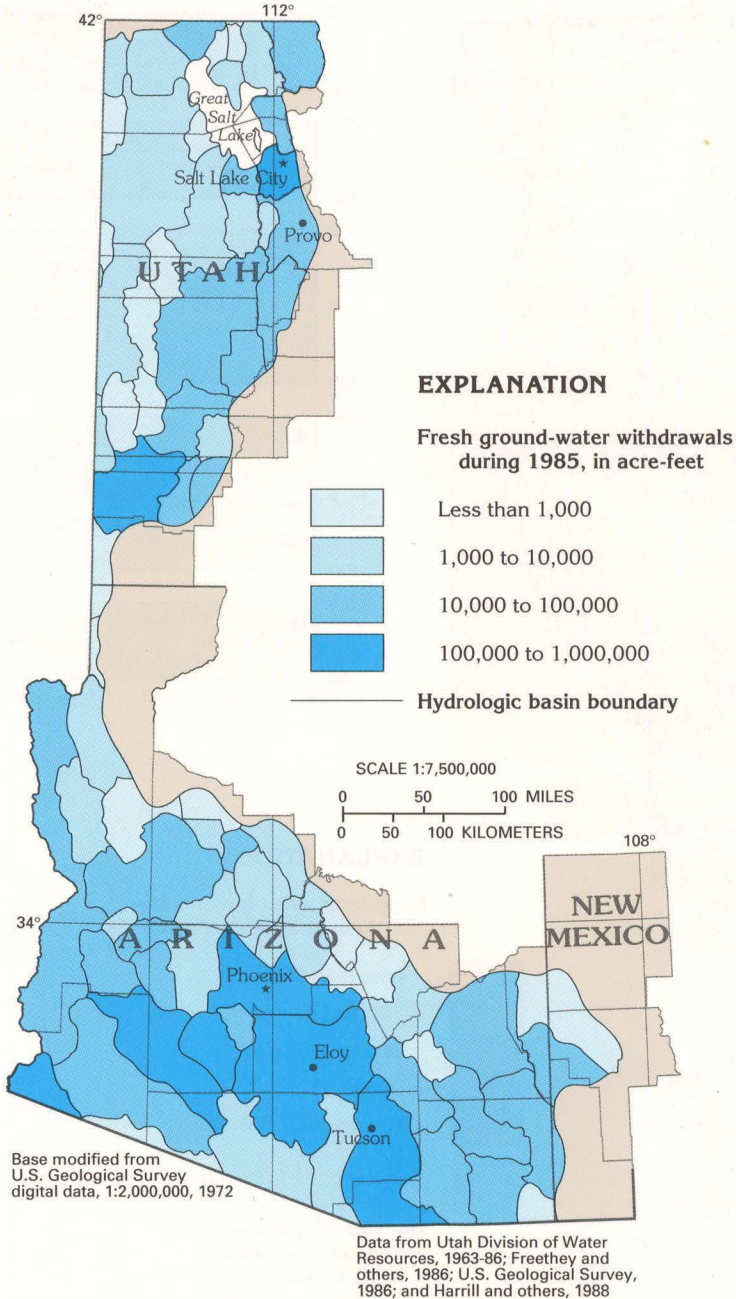 42°
112°
Great
Salt
Lake
Salt Lake City
Provo
UTAH
EXPLANATION
Fresh ground-water withdrawals
during 1985, in acre-feet
Less than 1,000
1,000 to 10,000
10,000 to 100,000
100,000 to 1,000,000
Hydrologic basin boundary
SCALE 1:7,500,000
0 50 100 MILES
0 50 100 KILOMETERS
108°
34°
ARIZONA
NEW
MEXICO
Phoenix
Eloy
Tucson
Base modified from
U.S. Geological Survey
digital data, 1:2,000,000, 1972
Data from Utah Division of Water
Resources, 1963-86; Freethey and
others, 1986; U.S. Geological Survey,
1986; and Harrill and others, 1988